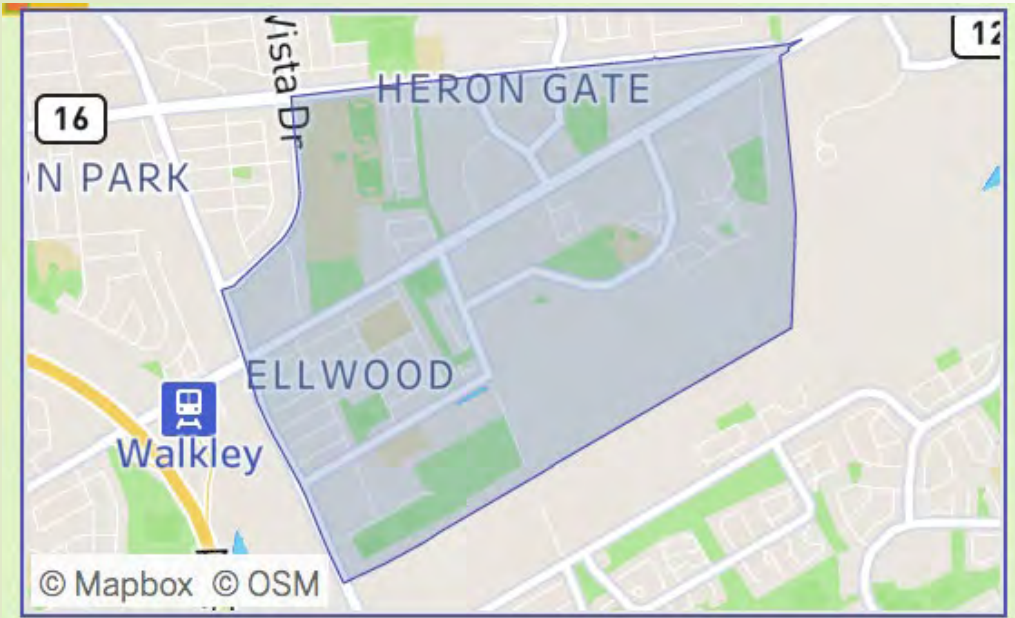 Vista Dr
12
HERON GATE
16
N PARK
ELLWOOD
Walkley
© Mapbox © OSM